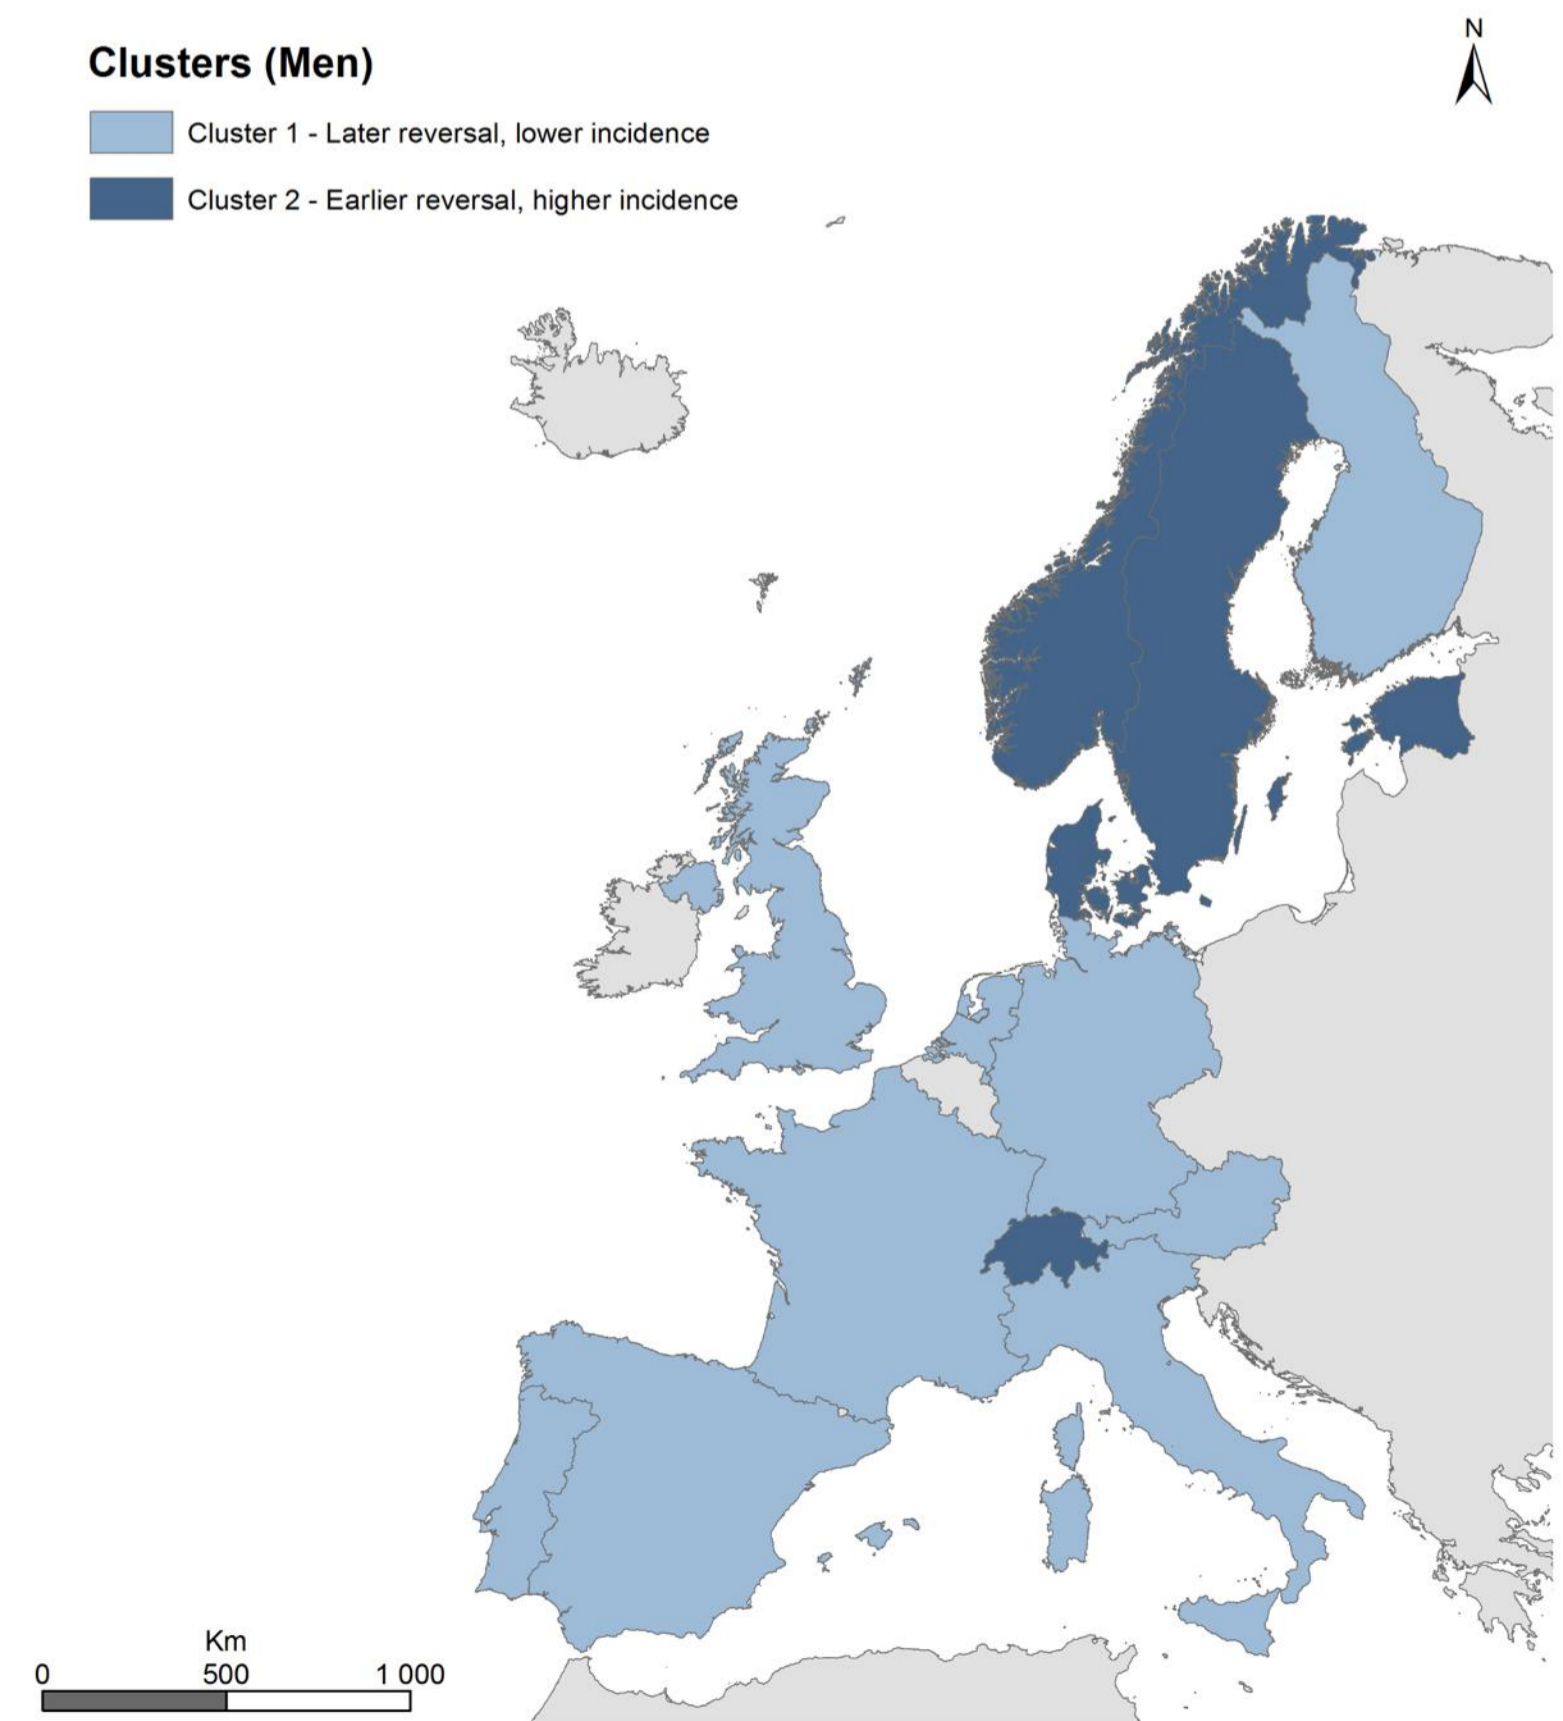 Clusters (Men)
Cluster 1 - Later reversal, lower incidence
Cluster 2 - Earlier reversal, higher incidence
N
Km
0 500 1 000